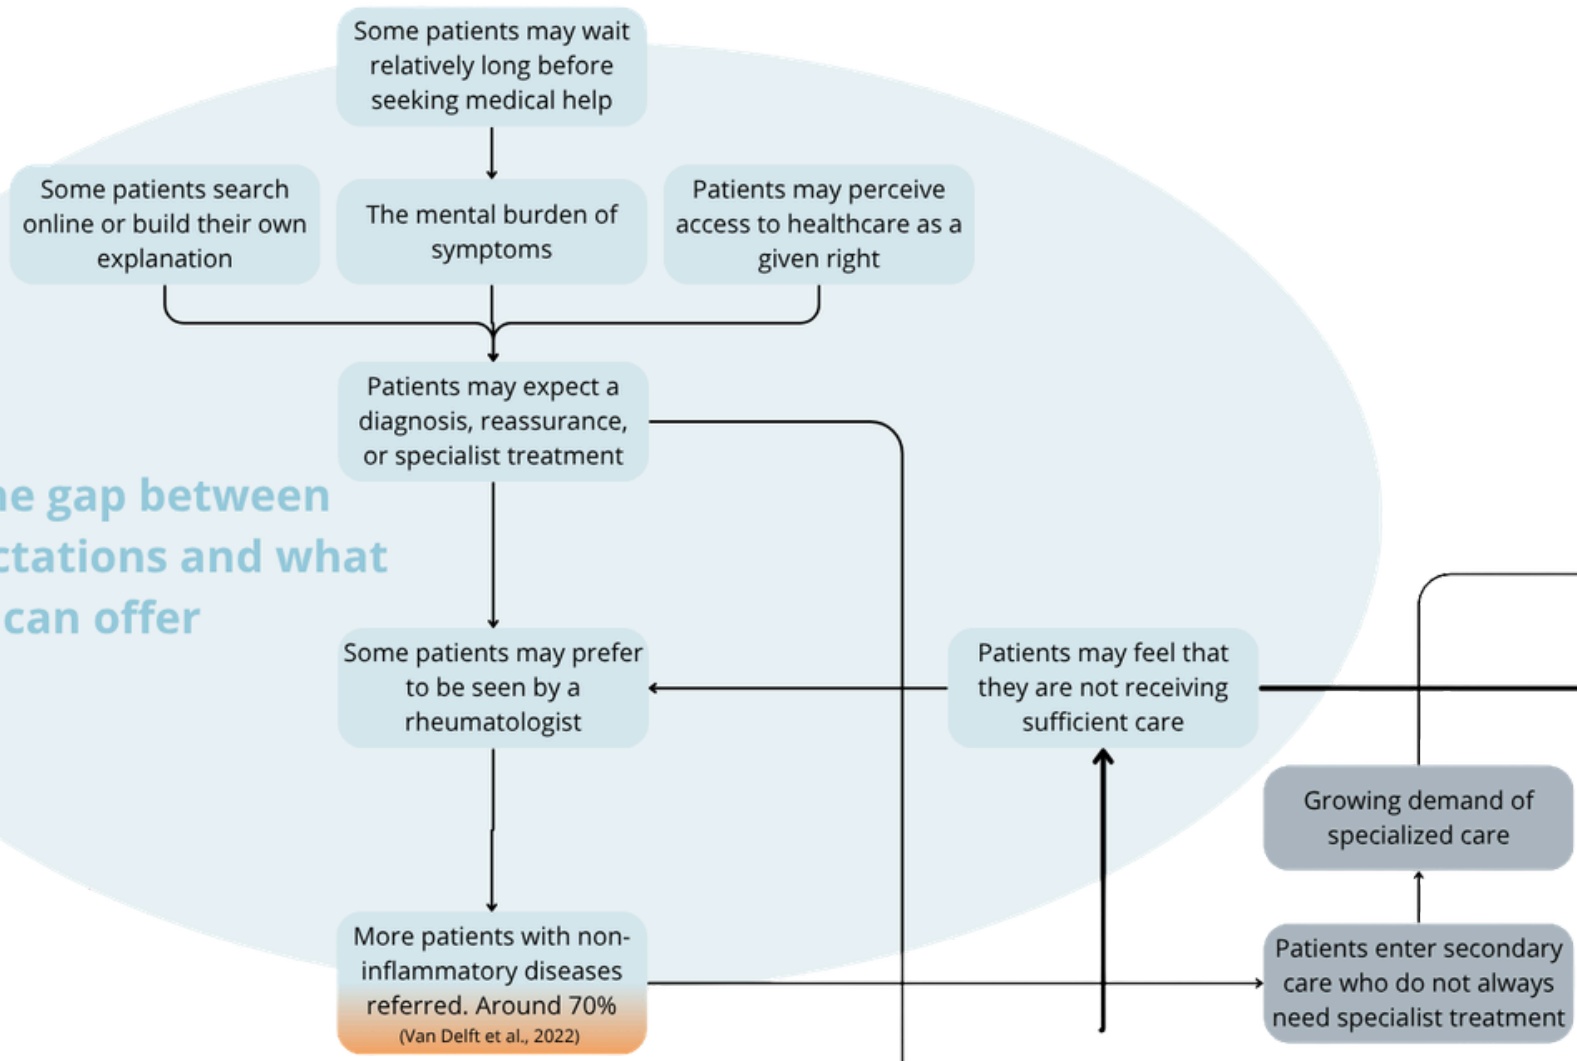 Some patients may wait
relatively long before
seeking medical help
Some patients search
online or build their own
explanation
The mental burden of
symptoms
Patients may perceive
access to healthcare as a
given right
Patients may expect a
diagnosis, reassurance,
or specialist treatment
gap between
and what
can offer
Some patients may prefer
to be seen by a
rheumatologist
Patients may feel that
they are not receiving
sufficient care
Growing demand of
specialized care
More patients with non-
inflammatory diseases
referred. Around 70%
(Van Delft et al., 2022)
Patients enter secondary
care who do not always
need specialist treatment